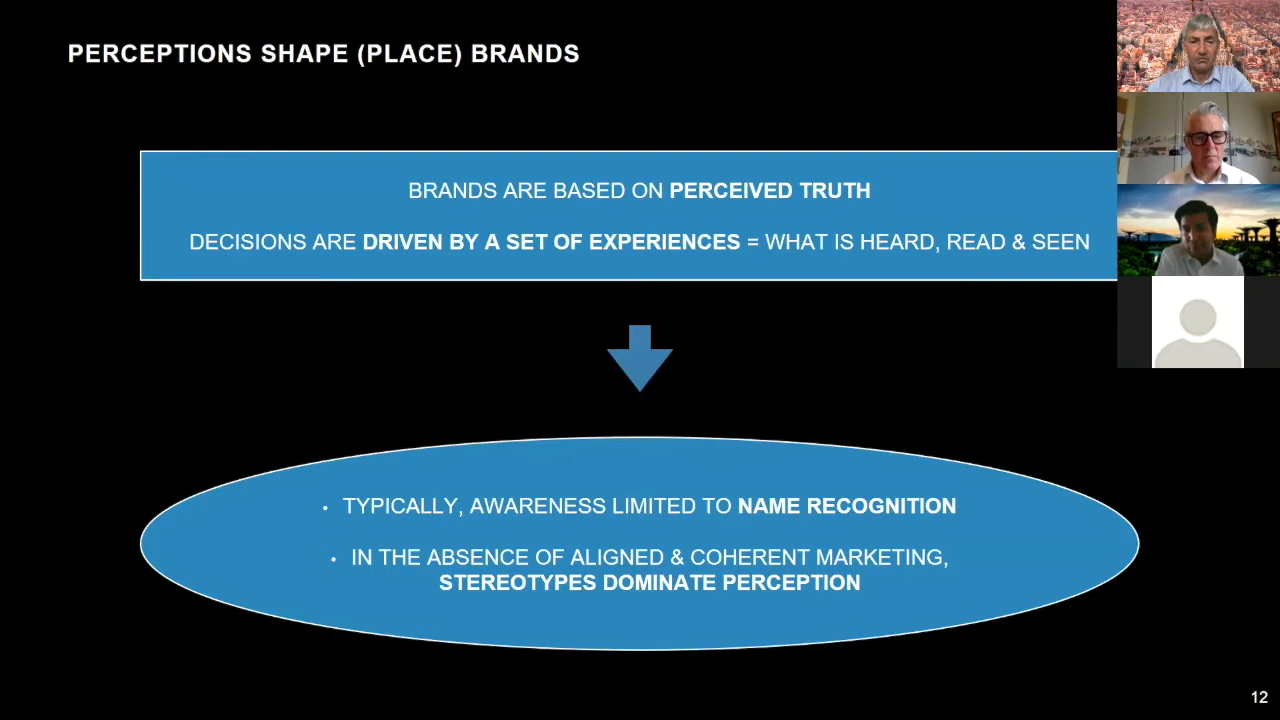 PERCEPTIONS SHAPE (PLACE) BRANDS
BRANDS ARE BASED ON PERCEIVED TRUTH
DECISIONS ARE DRIVEN BY A SET OF EXPERIENCES = WHAT IS HEARD, READ & SEEN
• TYPICALLY, AWARENESS LIMITED TO NAME RECOGNITION
• IN THE ABSENCE OF ALIGNED & COHERENT MARKETING,
STEREOTYPES DOMINATE PERCEPTION
12